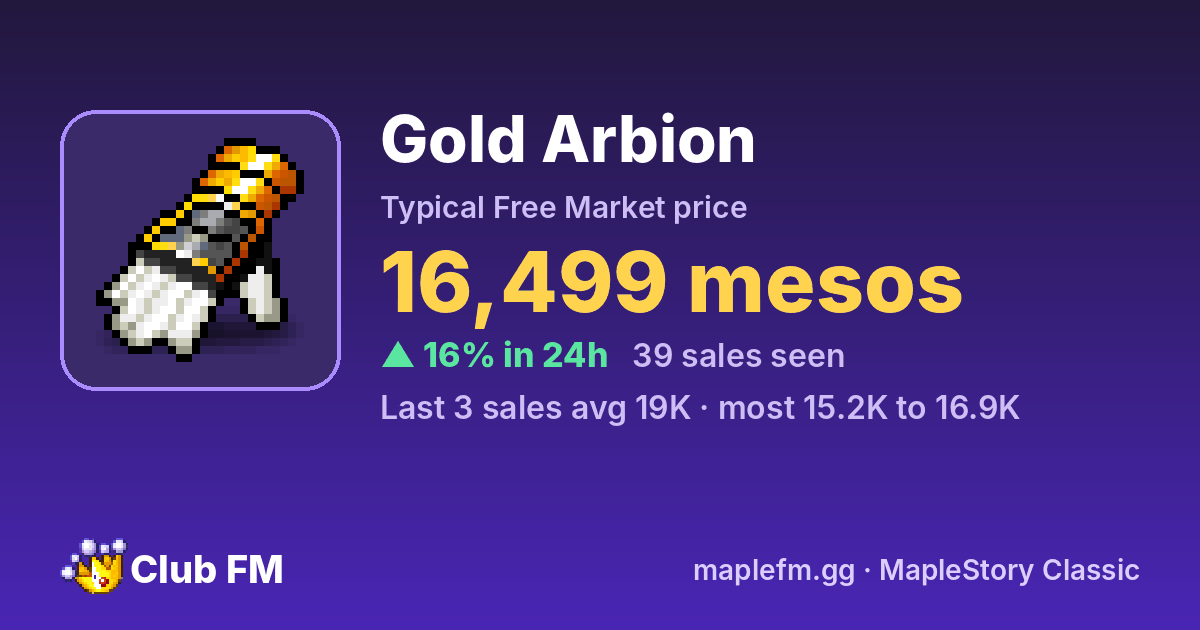 Gold Arbion
Typical Free Market price
16,499 mesos
▲ 16% in 24h 39 sales seen
Last 3 sales avg 19K · most 15.2K to 16.9K
Club FM
maplefm.gg · MapleStory Classic